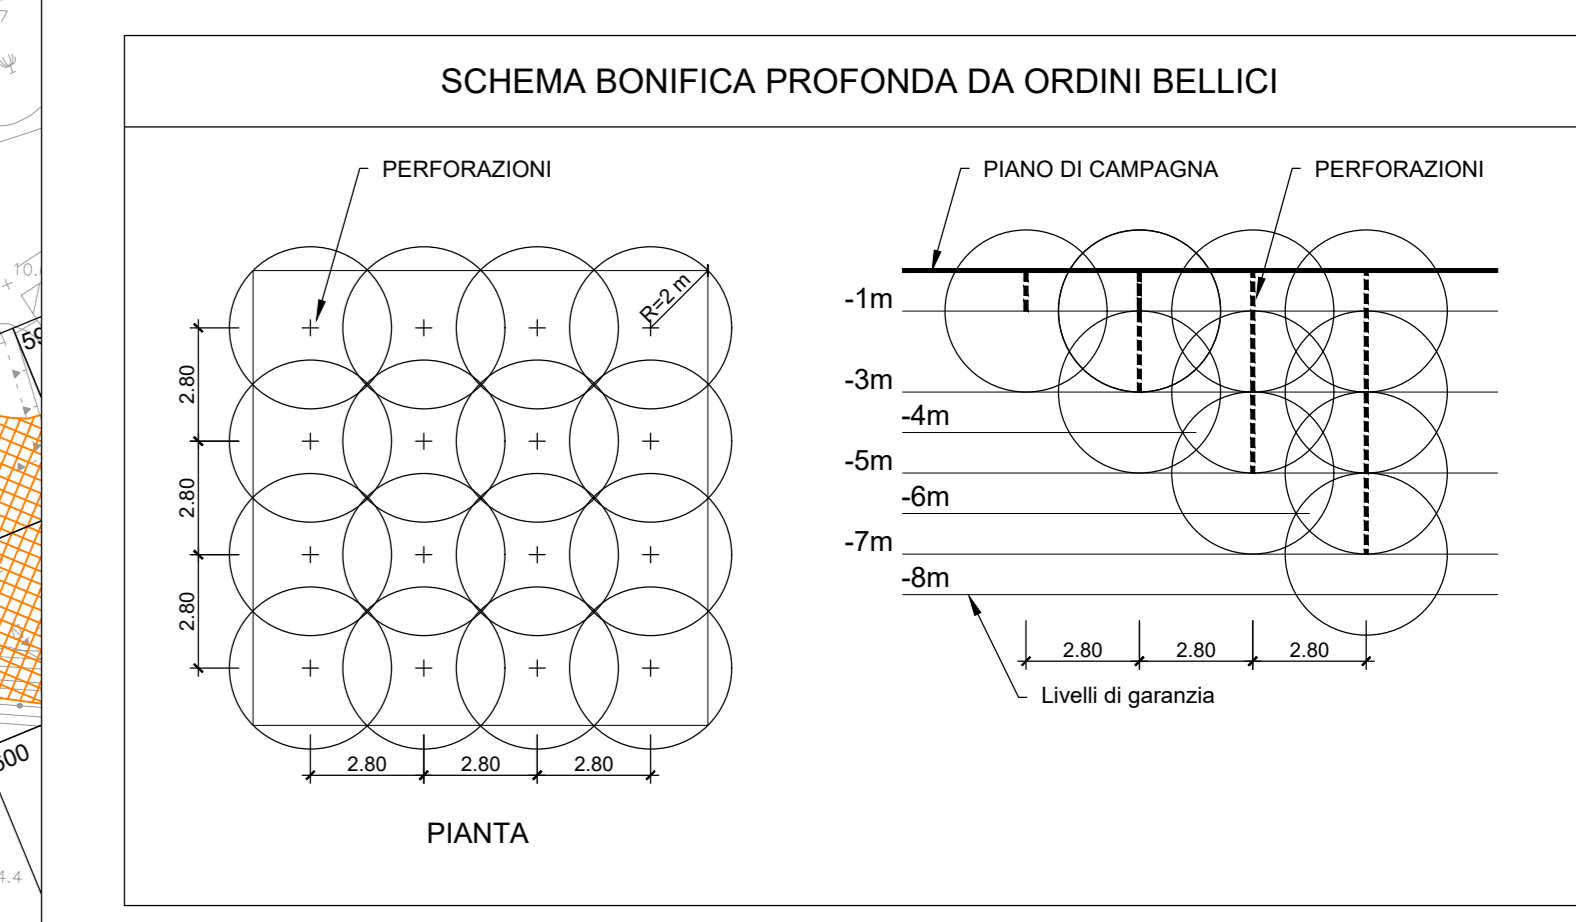 SCHEMA BONIFICA PROFONDA DA ORDINI BELLICI
PERFORAZIONI
R=2 m
2.80
2.80
2.80
2.80
2.80
2.80
PIANTA
PIANO DI CAMPAGNA
PERFORAZIONI
-1m
-3m
-4m
-5m
-6m
-7m
-8m
2.80
2.80
2.80
Livelli di garanzia